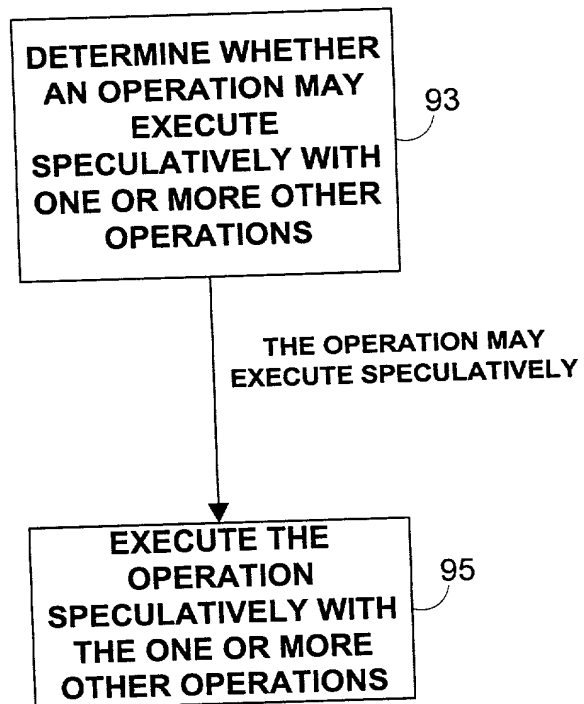 DETERMINE WHETHER
AN OPERATION MAY
EXECUTE
SPECULATIVELY WITH
ONE OR MORE OTHER
OPERATIONS
93
THE OPERATION MAY
EXECUTE SPECULATIVELY
EXECUTE THE
OPERATION
SPECULATIVELY WITH
THE ONE OR MORE
OTHER OPERATIONS
95